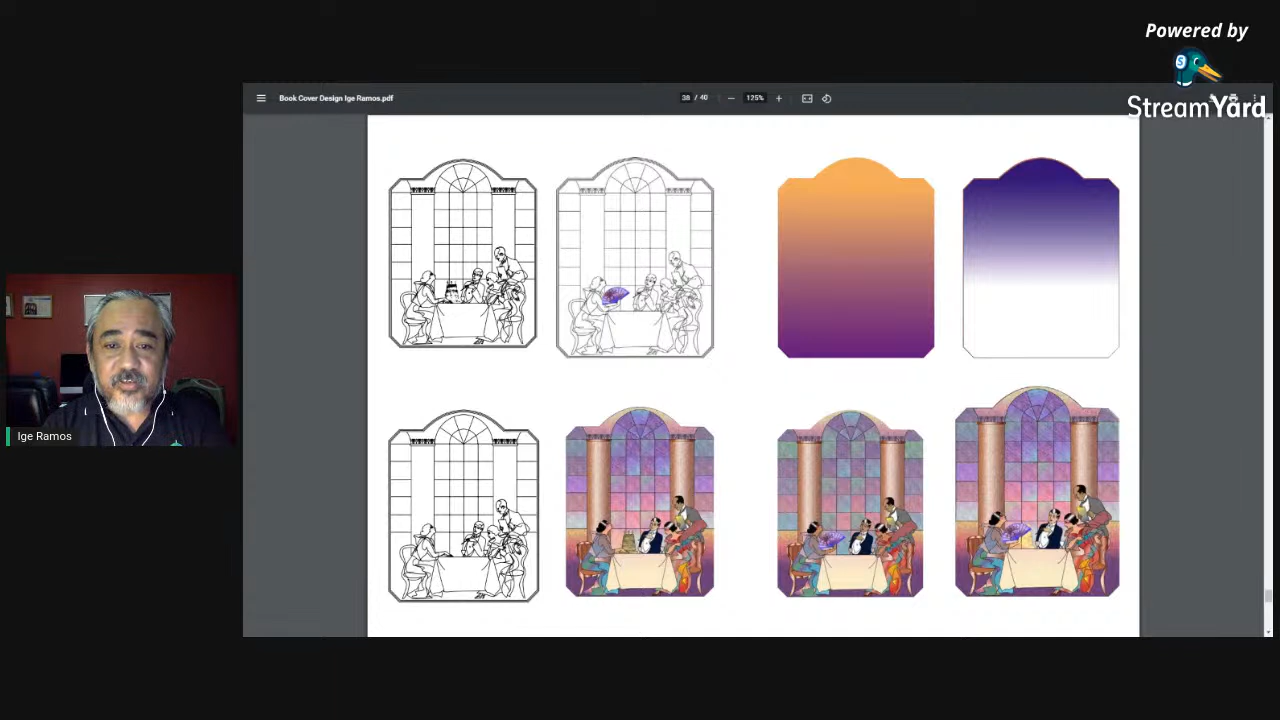 Powered by
StreamYard
Book Cover Design Ige Ramos.pdf
38 / 40
125%
Ige Ramos